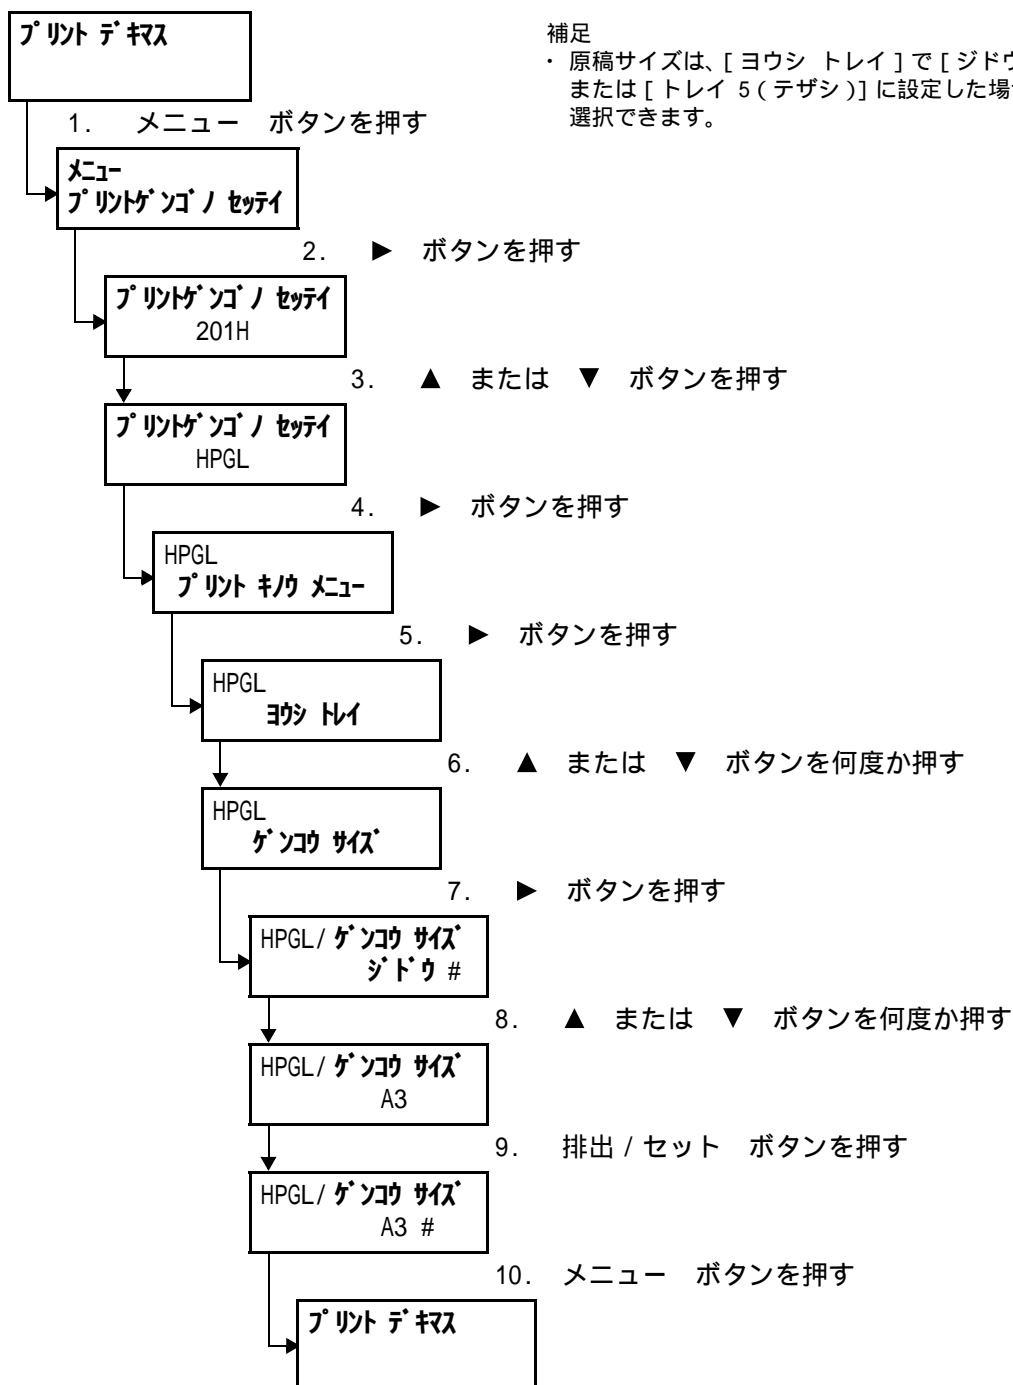 プリント デキマス
補足
・ 原稿サイズは、[ ヨウシ トレイ ] で [ ジドウ
または [ トレイ 5 ( テザシ )] に設定した場
選択できます。
1. メニュー ボタンを押す
メニュー
プリントゲンゴノ セッテイ
2. ▶ ボタンを押す
プリントゲンゴノ セッテイ
201H
3. ▲ または ▼ ボタンを押す
プリントゲンゴノ セッテイ
HPGL
4. ▶ ボタンを押す
HPGL
プリント キノウ メニュー
5. ▶ ボタンを押す
HPGL
ヨウシ トレイ
6. ▲ または ▼ ボタンを何度か押す
HPGL
ゲンコウ サイズ
7. ▶ ボタンを押す
HPGL/ ゲンコウ サイズ
ジドウ #
8. ▲ または ▼ ボタンを何度か押す
HPGL/ ゲンコウ サイズ
A3
9. 排出 / セット ボタンを押す
HPGL/ ゲンコウ サイズ
A3 #
10. メニュー ボタンを押す
プリント デキマス